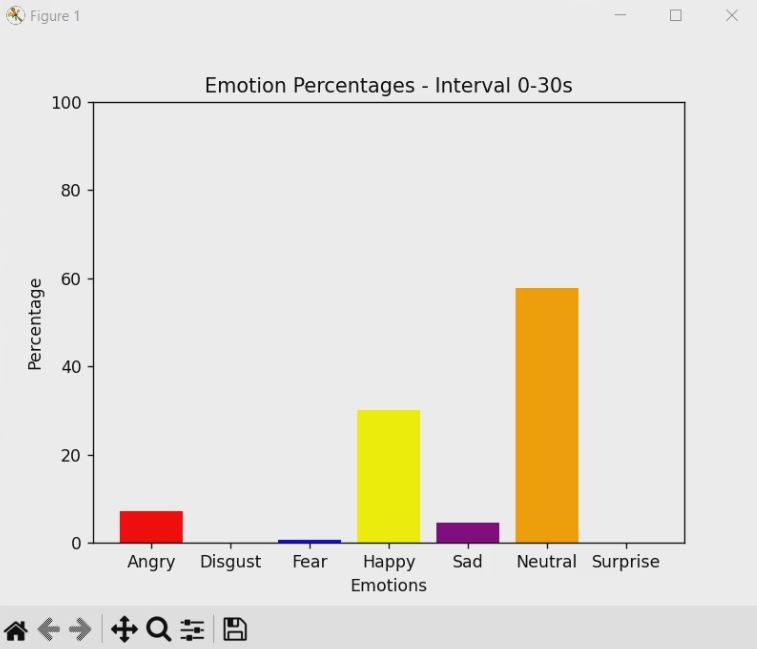 Figure 1
Emotion Percentages - Interval 0-30s
100
80
60
40
20
0
Percentage
Angry Disgust Fear Happy Sad Neutral Surprise
Emotions